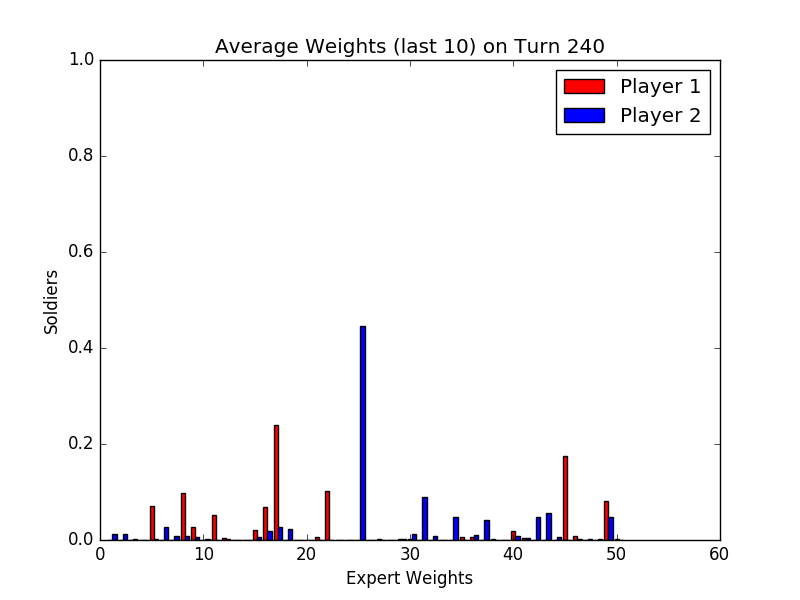 Average Weights (last 10) on Turn 240
1.0
Player 1
Player 2
0.8
0.6
0.4
0.2
0.0
Soldiers
0 10 20 30 40 50 60
Expert Weights